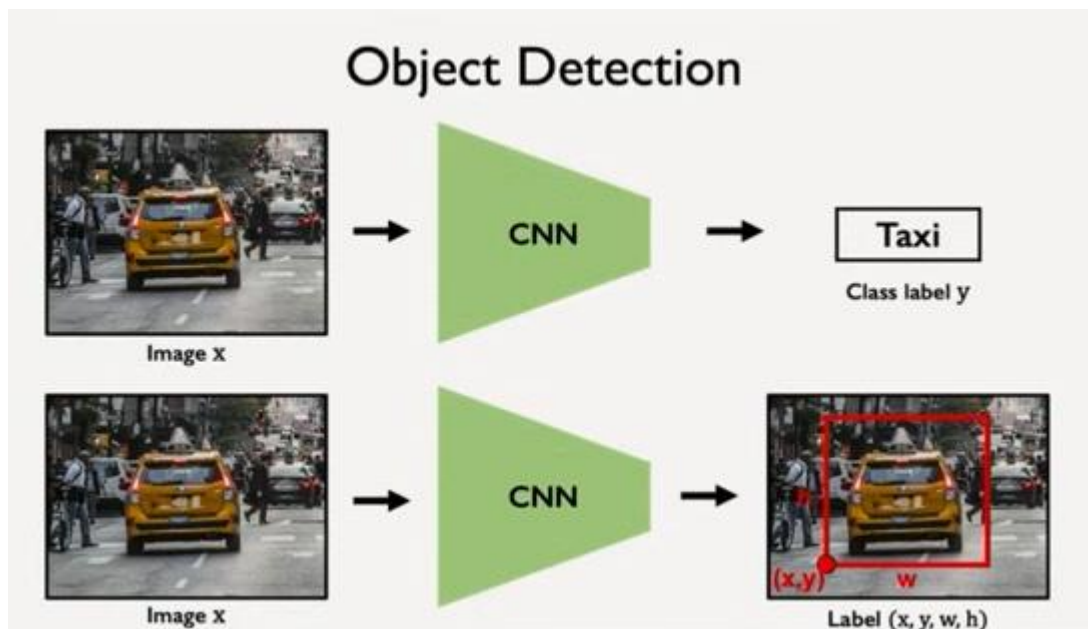 Object Detection
CNN
Taxi
Class label y
Image x
CNN
(x,y)
w
Image x
Label (x, y, w, h)